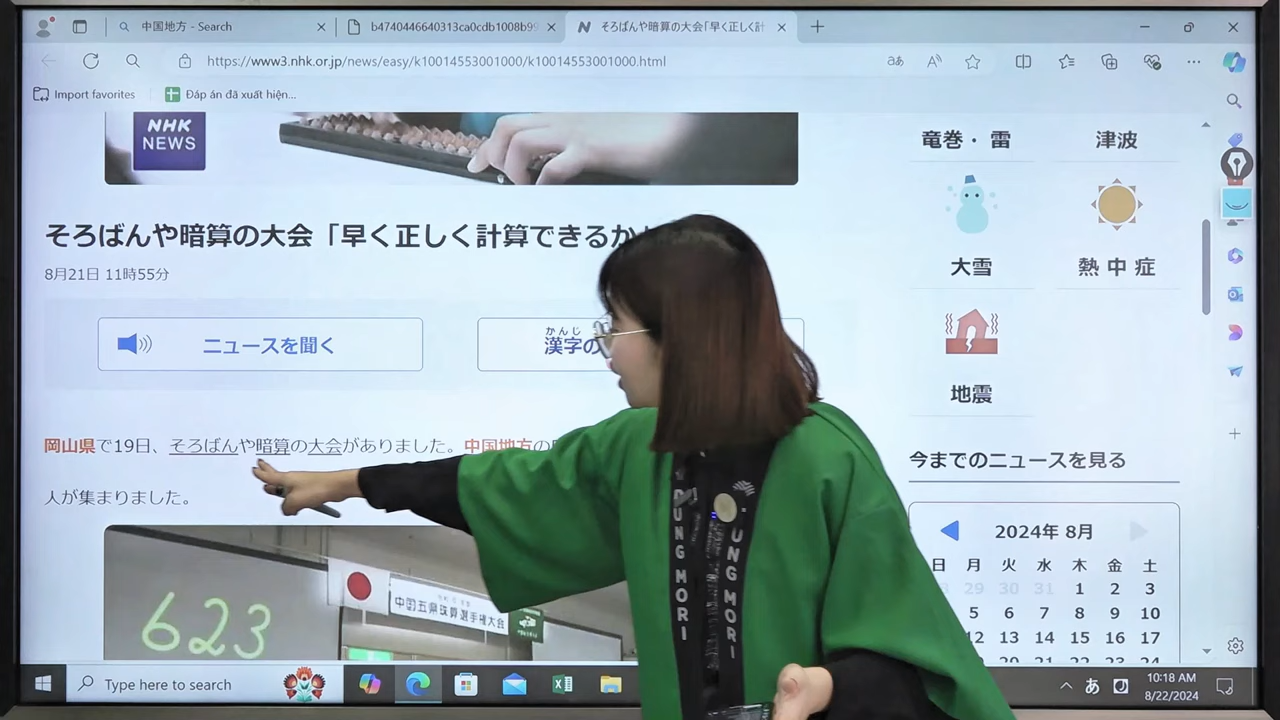 中国地方 - Search
b4740446640313ca0cdb1008b99
そろばんや暗算の大会「早く正しく計
https://www3.nhk.or.jp/news/easy/k10014553001000/k10014553001000.html
Import favorites
Đáp án đã xuất hiện...
NHK
NEWS
竜巻・雷
津波
そろばんや暗算の大会「早く正しく計算できるか
8月21日 11時55分
大雪
熱中症
ニュースを聞く
かんじ
漢字の
地震
岡山県で19日、そろばんや暗算の大会がありました。中国地方の
人が集まりました。
今までのニュースを見る
2024年 8月
日 月 火 水 木 金 土
29 30 31 1 2 3
5 6 7 8 9 10
12 13 14 15 16 17
20 21 22 23 24
623
中国五県珠算選手権大会
DUNG MORI
UNG MORI
Type here to search
あ
10:18 AM
8/22/2024